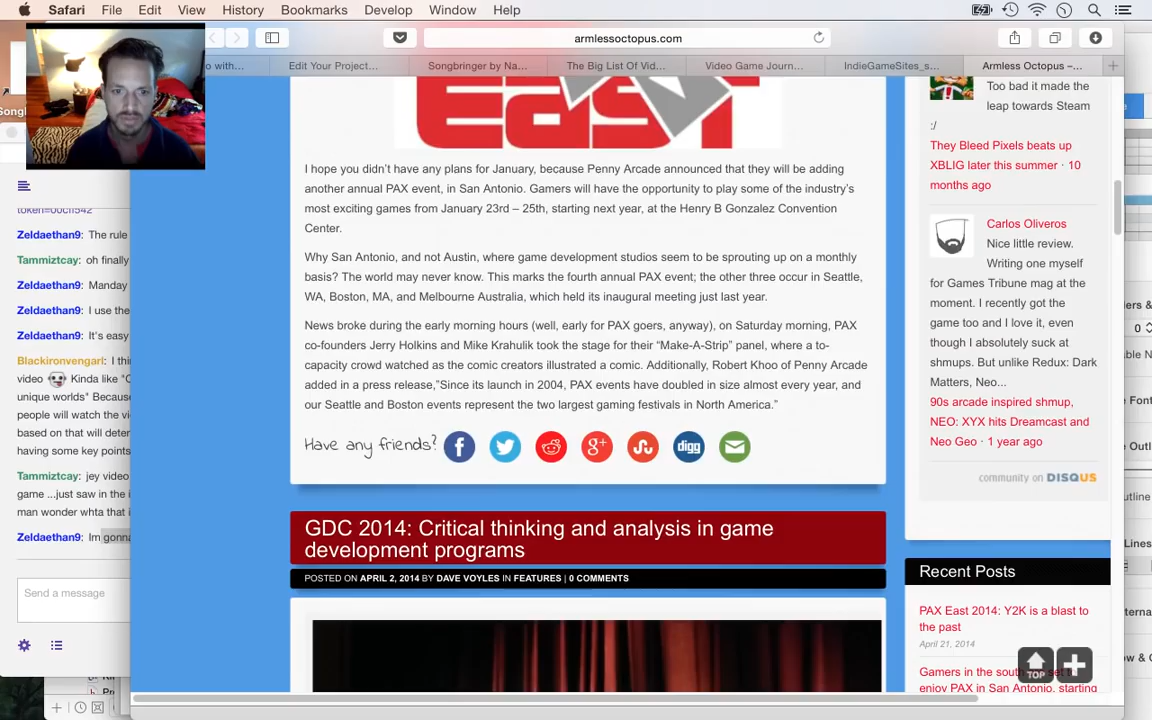 Safari File Edit View History Bookmarks Develop Window Help
armlessoctopus.com
o with... Edit Your Project... Songbringer by Na... The Big List Of Vid... Video Game Journ... IndieGameSites_s... Armless Octopus –...
Songl
token=00cff542
Zeldaethan9: The rule
Tammiztcay: oh finally
Zeldaethan9: Manday
Zeldaethan9: I use the
Zeldaethan9: It's easy
Blackironvengarl: I thi
video Kinda like "C
unique worlds" Becaus
people will watch the vi
based on that will deter
having some key points
Tammiztcay: jey video
game ...just saw in the i
man wonder whta that i
Zeldaethan9: Im gonna
Send a message
East
I hope you didn't have any plans for January, because Penny Arcade announced that they will be adding
another annual PAX event, in San Antonio. Gamers will have the opportunity to play some of the industry's
most exciting games from January 23rd – 25th, starting next year, at the Henry B Gonzalez Convention
Center.
Why San Antonio, and not Austin, where game development studios seem to be sprouting up on a monthly
basis? The world may never know. This marks the fourth annual PAX event; the other three occur in Seattle,
WA, Boston, MA, and Melbourne Australia, which held its inaugural meeting just last year.
News broke during the early morning hours (well, early for PAX goers, anyway), on Saturday morning, PAX
co-founders Jerry Holkins and Mike Krahulik took the stage for their "Make-A-Strip" panel, where a to-
capacity crowd watched as the comic creators illustrated a comic. Additionally, Robert Khoo of Penny Arcade
added in a press release,"Since its launch in 2004, PAX events have doubled in size almost every year, and
our Seattle and Boston events represent the two largest gaming festivals in North America."
Have any friends?
digg
GDC 2014: Critical thinking and analysis in game
development programs
POSTED ON APRIL 2, 2014 BY DAVE VOYLES IN FEATURES | 0 COMMENTS
Too bad it made the
leap towards Steam
:/
They Bleed Pixels beats up
XBLIG later this summer · 10
months ago
Carlos Oliveros
Nice little review.
Writing one myself
for Games Tribune mag at the
moment. I recently got the
game too and I love it, even
though I absolutely suck at
shmups. But unlike Redux: Dark
Matters, Neo...
90s arcade inspired shmup,
NEO: XYX hits Dreamcast and
Neo Geo · 1 year ago
community on DISQUS
Recent Posts
PAX East 2014: Y2K is a blast to
the past
April 21, 2014
Gamers in the south
enjoy PAX in San Antonio, starting
TOP